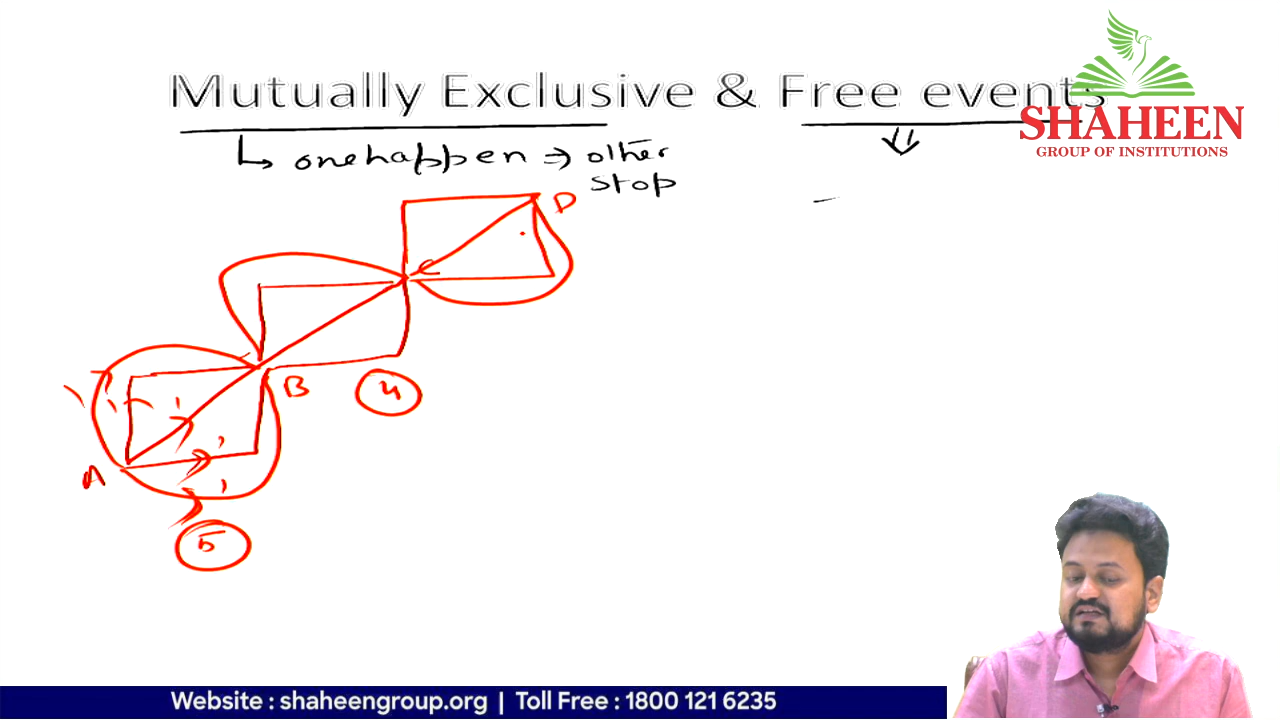 Mutually Exclusive & Free events
SHAHEEN
GROUP OF INSTITUTIONS
one happen ⇒ other
stop
D
C
B
4
A
5
Website : shaheengroup.org | Toll Free : 1800 121 6235